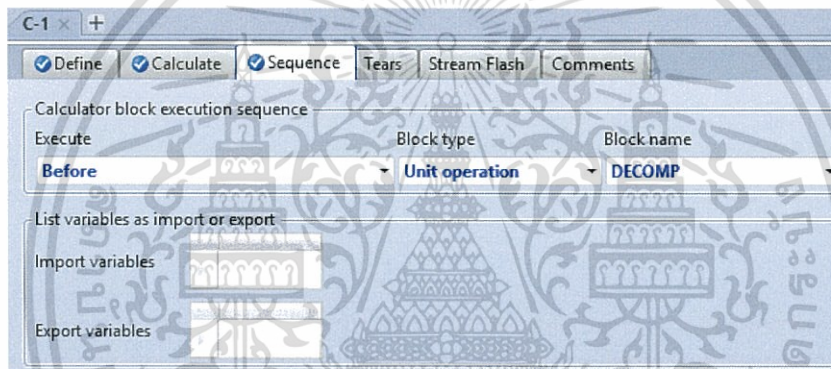 C-1 × +
Define Calculate Sequence Tears Stream Flash Comments
Calculator block execution sequence
Execute Block type Block name
Before Unit operation DECOMP
List variables as import or export
Import variables
Export variables